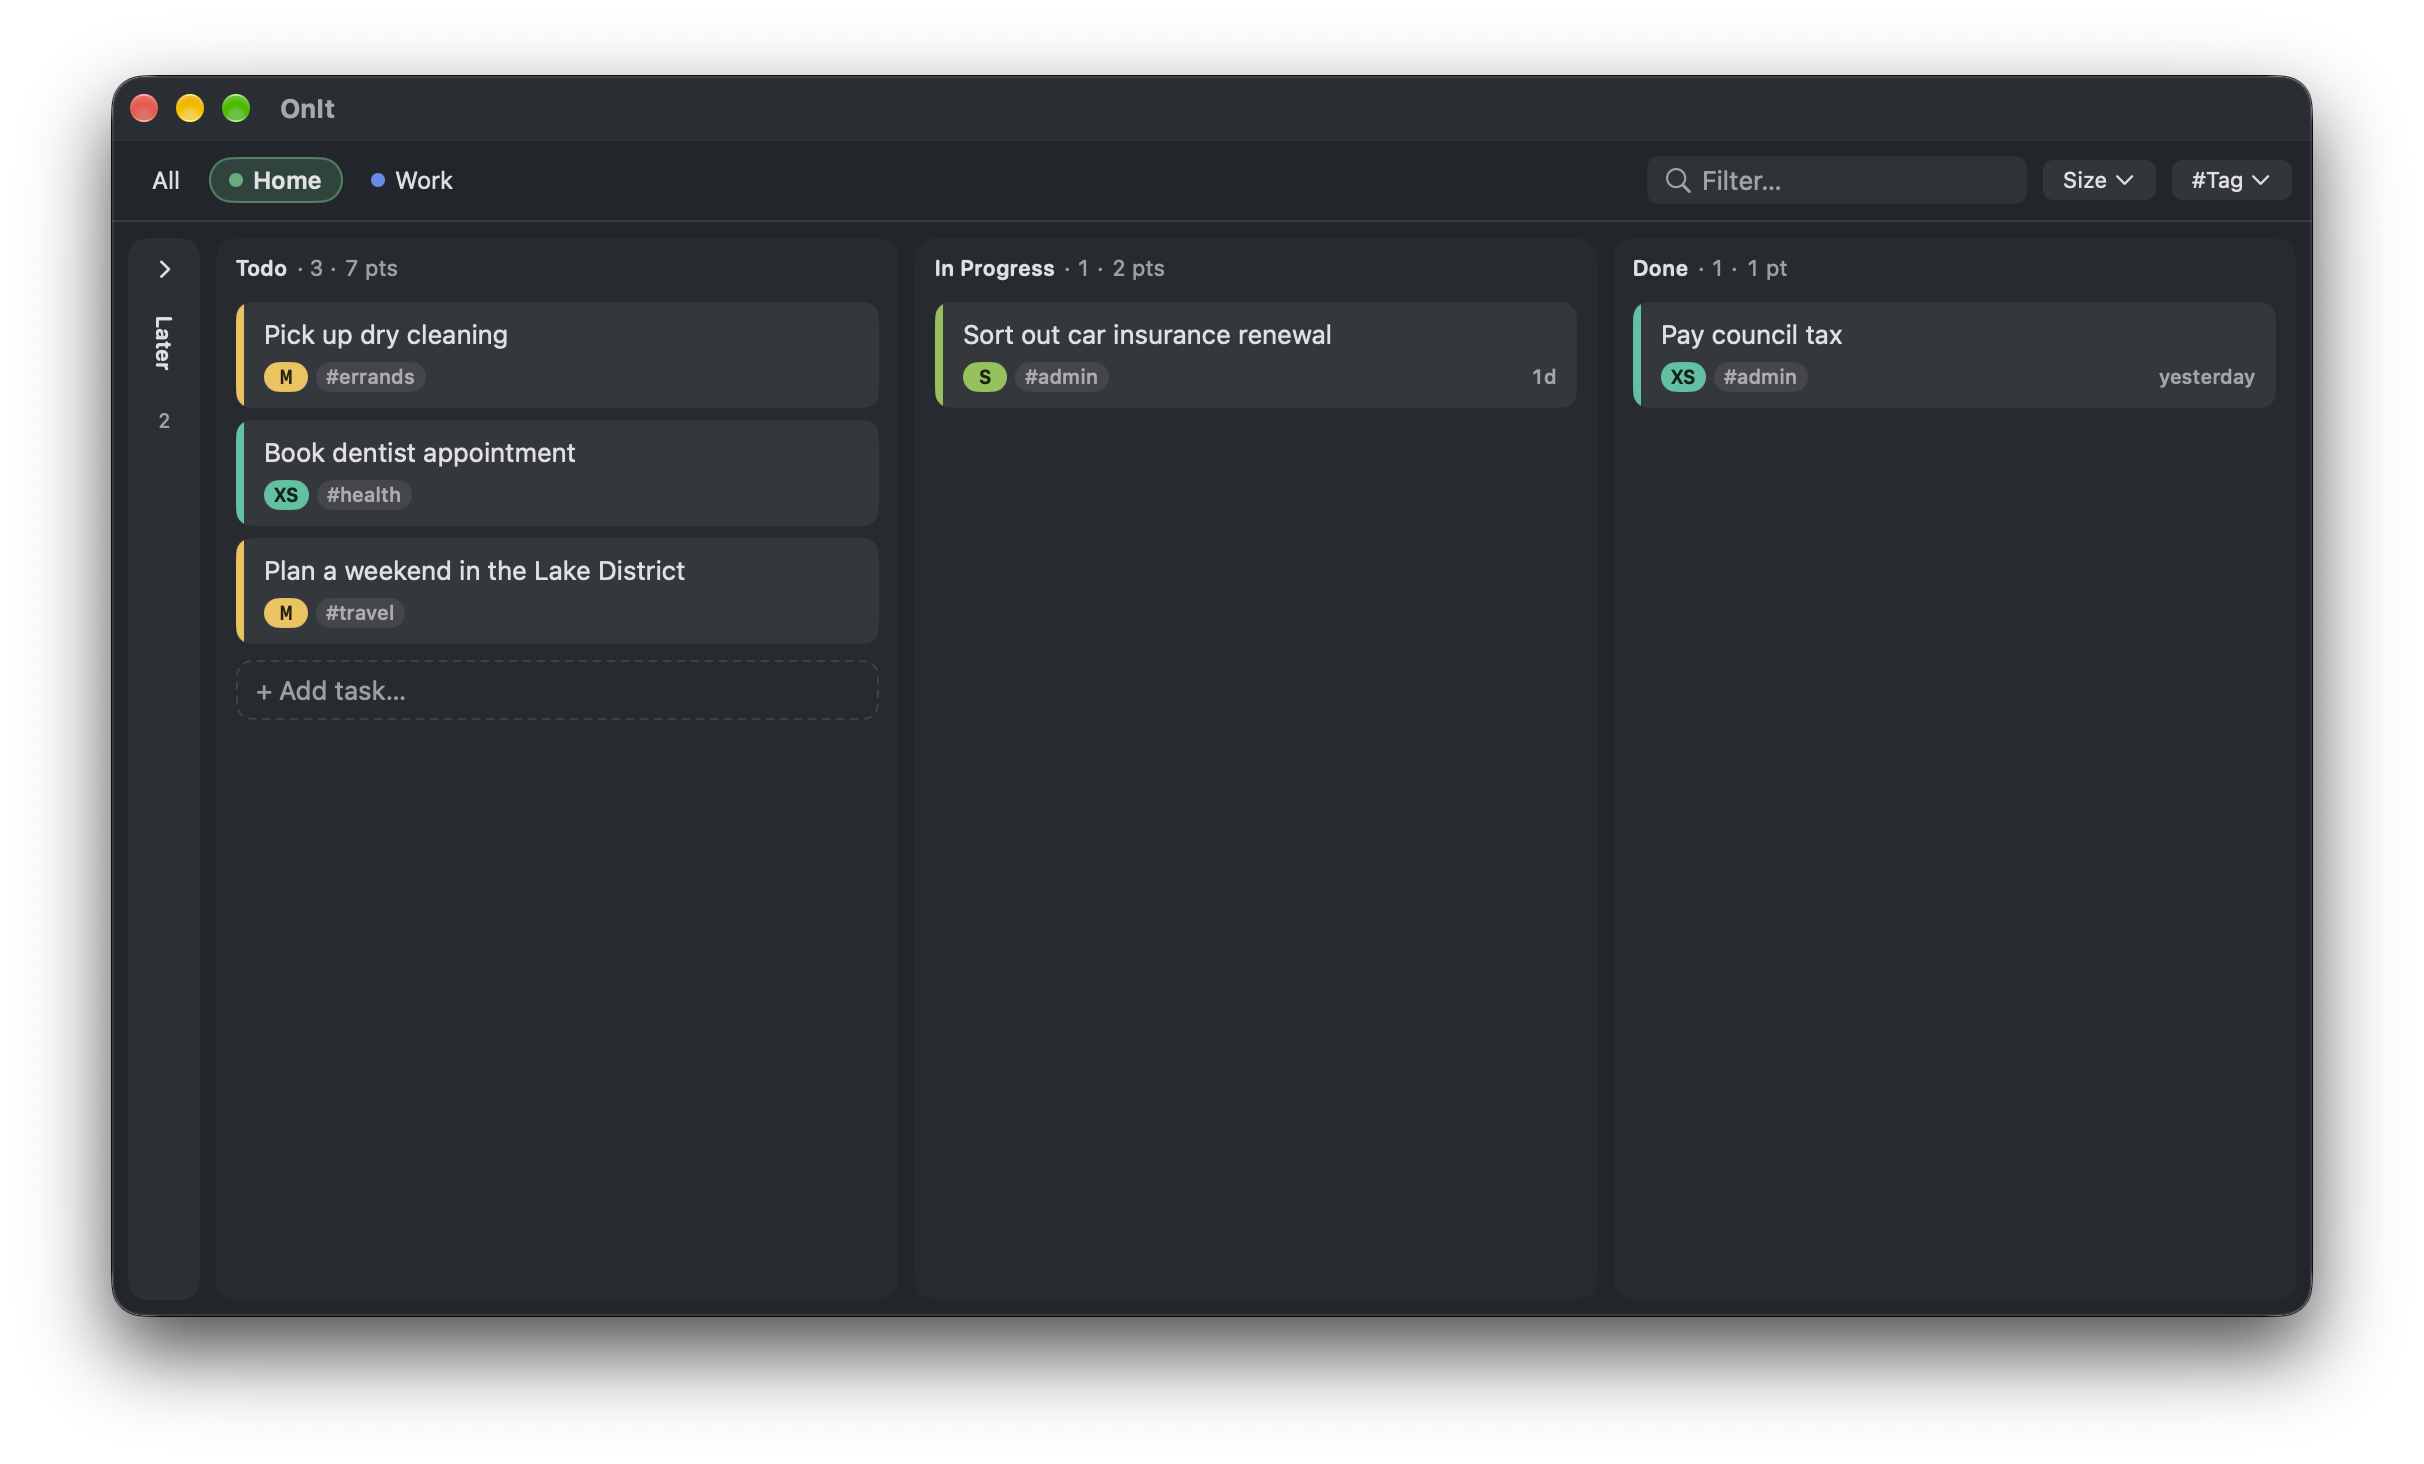 OnIt
All Home Work Filter... Size #Tag
Later
2
Todo · 3 · 7 pts
Pick up dry cleaning
M #errands
Book dentist appointment
XS #health
Plan a weekend in the Lake District
M #travel
+ Add task...
In Progress · 1 · 2 pts
Sort out car insurance renewal
S #admin 1d
Done · 1 · 1 pt
Pay council tax
XS #admin yesterday